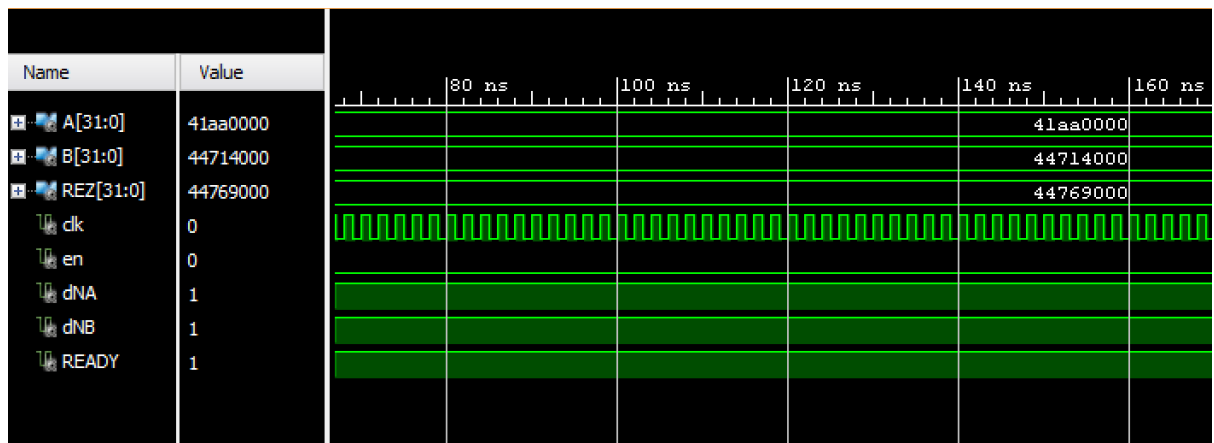 Name Value
80 ns 100 ns 120 ns 140 ns 160 ns
A[31:0] 41aa0000 41aa0000
B[31:0] 44714000 44714000
REZ[31:0] 44769000 44769000
clk 0
en 0
dNA 1
dNB 1
READY 1